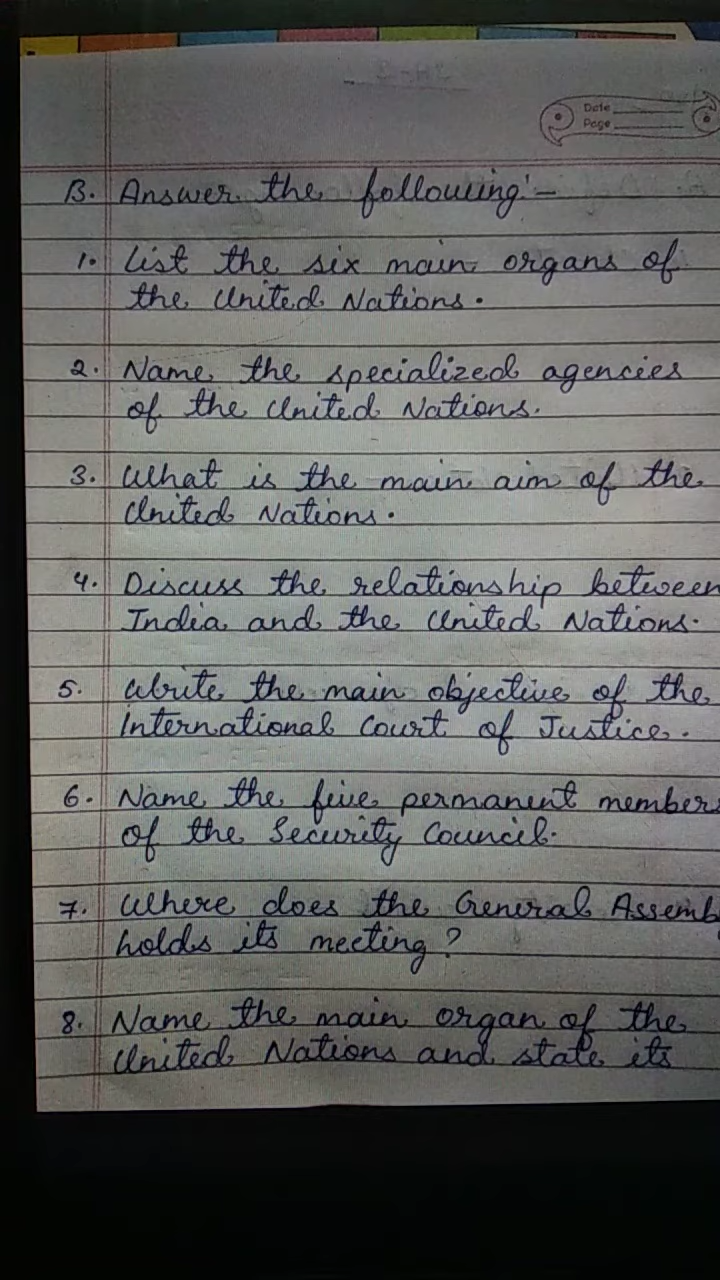 Date
Page
B. Answer the following:-
1. List the six main organs of
the United Nations.
2. Name the specialized agencies
of the United Nations.
3. What is the main aim of the
United Nations.
4. Discuss the relationship between
India and the United Nations.
5. Write the main objective of the
International Court of Justice.
6. Name the five permanent members
of the Security Council.
7. Where does the General Assemb
holds its meeting?
8. Name the main organ of the
United Nations and state its